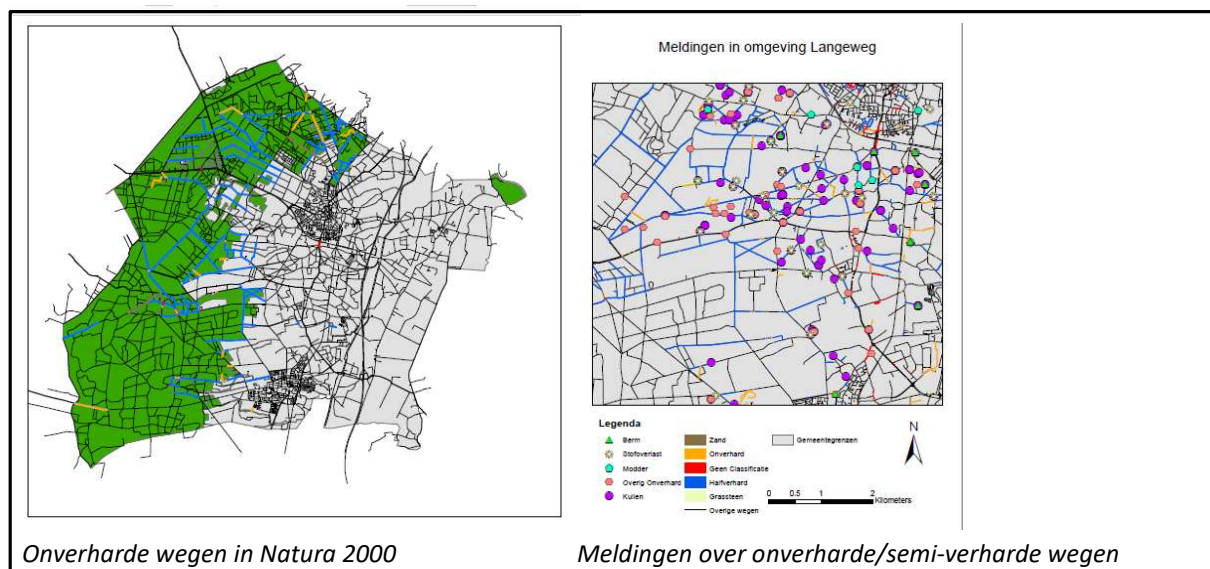 Meldingen in omgeving Langeweg
Legenda
Berm
Stofoverlast
Modder
Overig Onverhard
Kuilen
Zand
Onverhard
Geen Classificatie
Halfverhard
Grassteen
Overige wegen
Gemeentegrenzen
N
0 0.5 1 2
Kilometers
Onverharde wegen in Natura 2000
Meldingen over onverharde/semi-verharde wegen